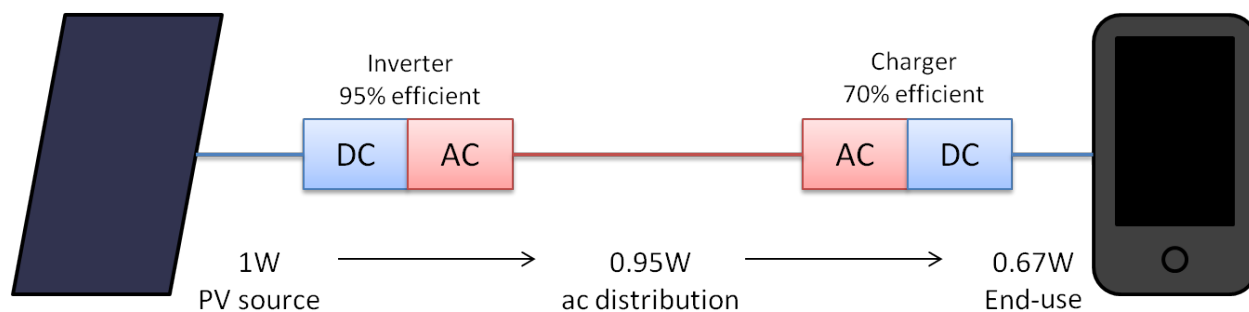 Inverter
95% efficient
Charger
70% efficient
DC
AC
AC
DC
1W
PV source
0.95W
ac distribution
0.67W
End-use